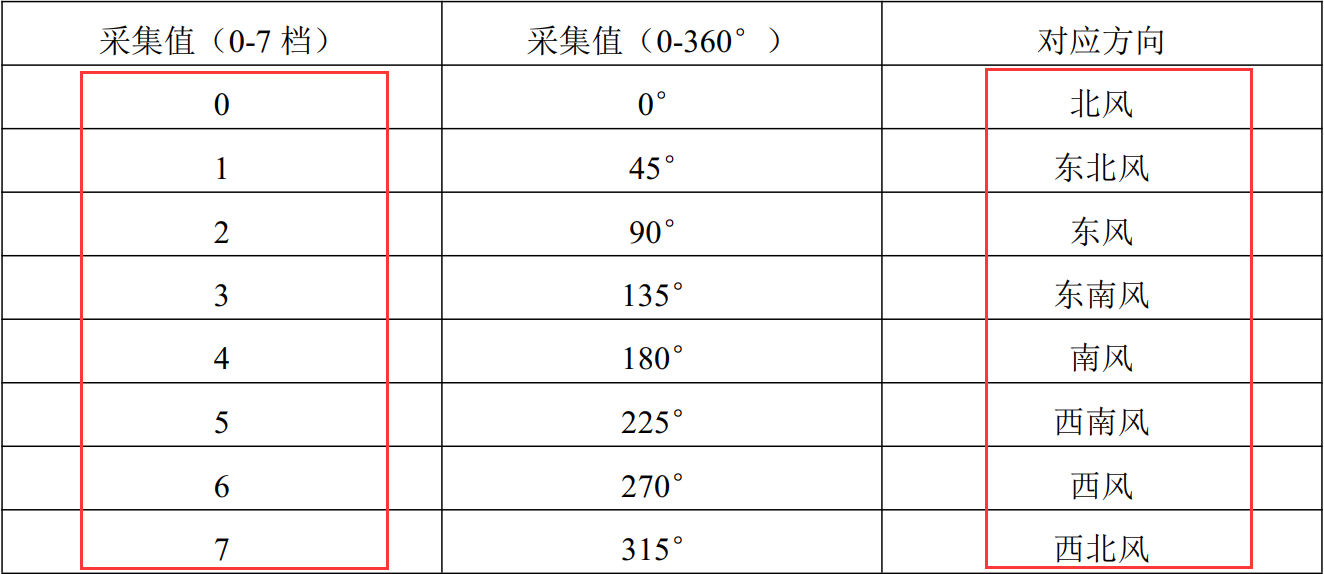 采集值（0-7 档） 采集值（0-360°） 对应方向
0 0° 北风
1 45° 东北风
2 90° 东风
3 135° 东南风
4 180° 南风
5 225° 西南风
6 270° 西风
7 315° 西北风